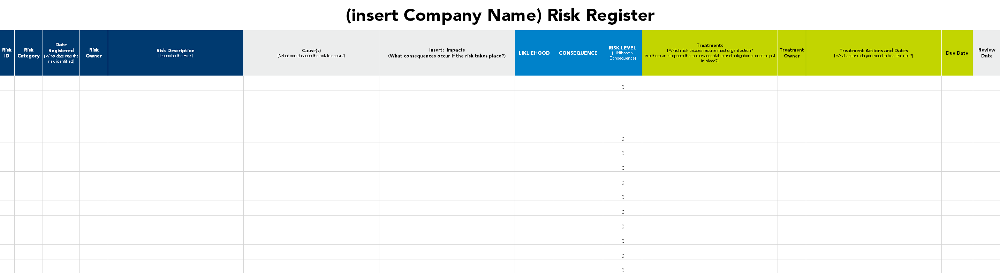 (insert Company Name) Risk Register
Risk
ID
Risk
Category
Date
Registered
(What date was the
risk identified)
Risk
Owner
Risk Description
(Describe the Risk)
Cause(s)
(What could cause the risk to occur?)
Insert:  Impacts
(What consequences occur if the risk takes place?)
LIKLIEHOOD
CONSEQUENCE
RISK LEVEL
(Liklihood x
Consequence)
Treatments
(Which risk causes require most urgent action?
Are there any impacts that are unacceptable and mitigations must be put
in place?)
Treatment
Owner
Treatment Actions and Dates
(What actions do you need to treat the risk?)
Due Date
Review
Date
0
0
0
0
0
0
0
0
0
0
0